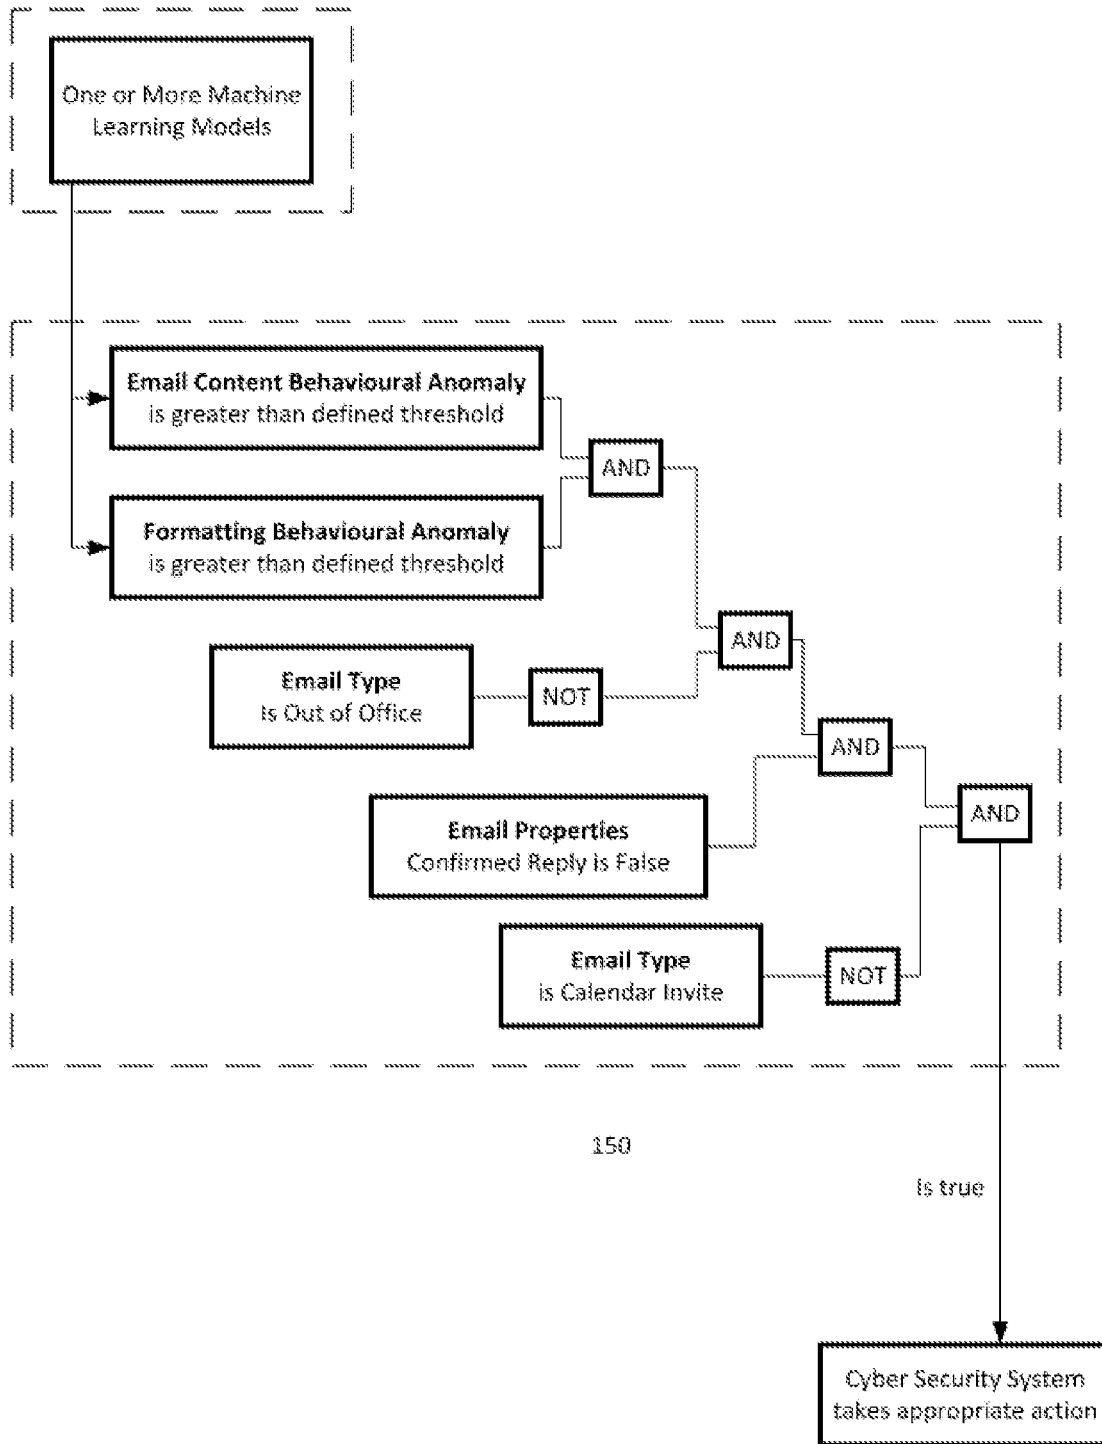 One or More Machine
Learning Models
Email Content Behavioural Anomaly
is greater than defined threshold
AND
Formatting Behavioural Anomaly
is greater than defined threshold
AND
Email Type
is Out of Office
NOT
AND
Email Properties
Confirmed Reply is False
AND
Email Type
is Calendar Invite
NOT
150
is true
Cyber Security System
takes appropriate action